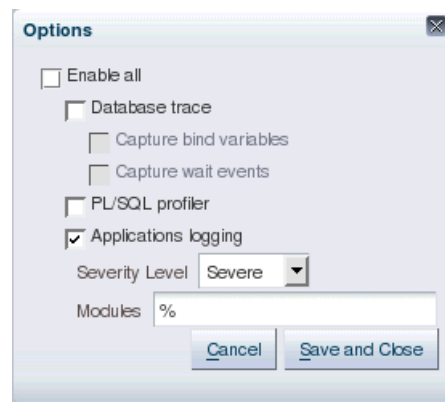 Options
Enable all
Database trace
Capture bind variables
Capture wait events
PL/SQL profiler
Applications logging
Severity Level Severe
Modules %
Cancel Save and Close